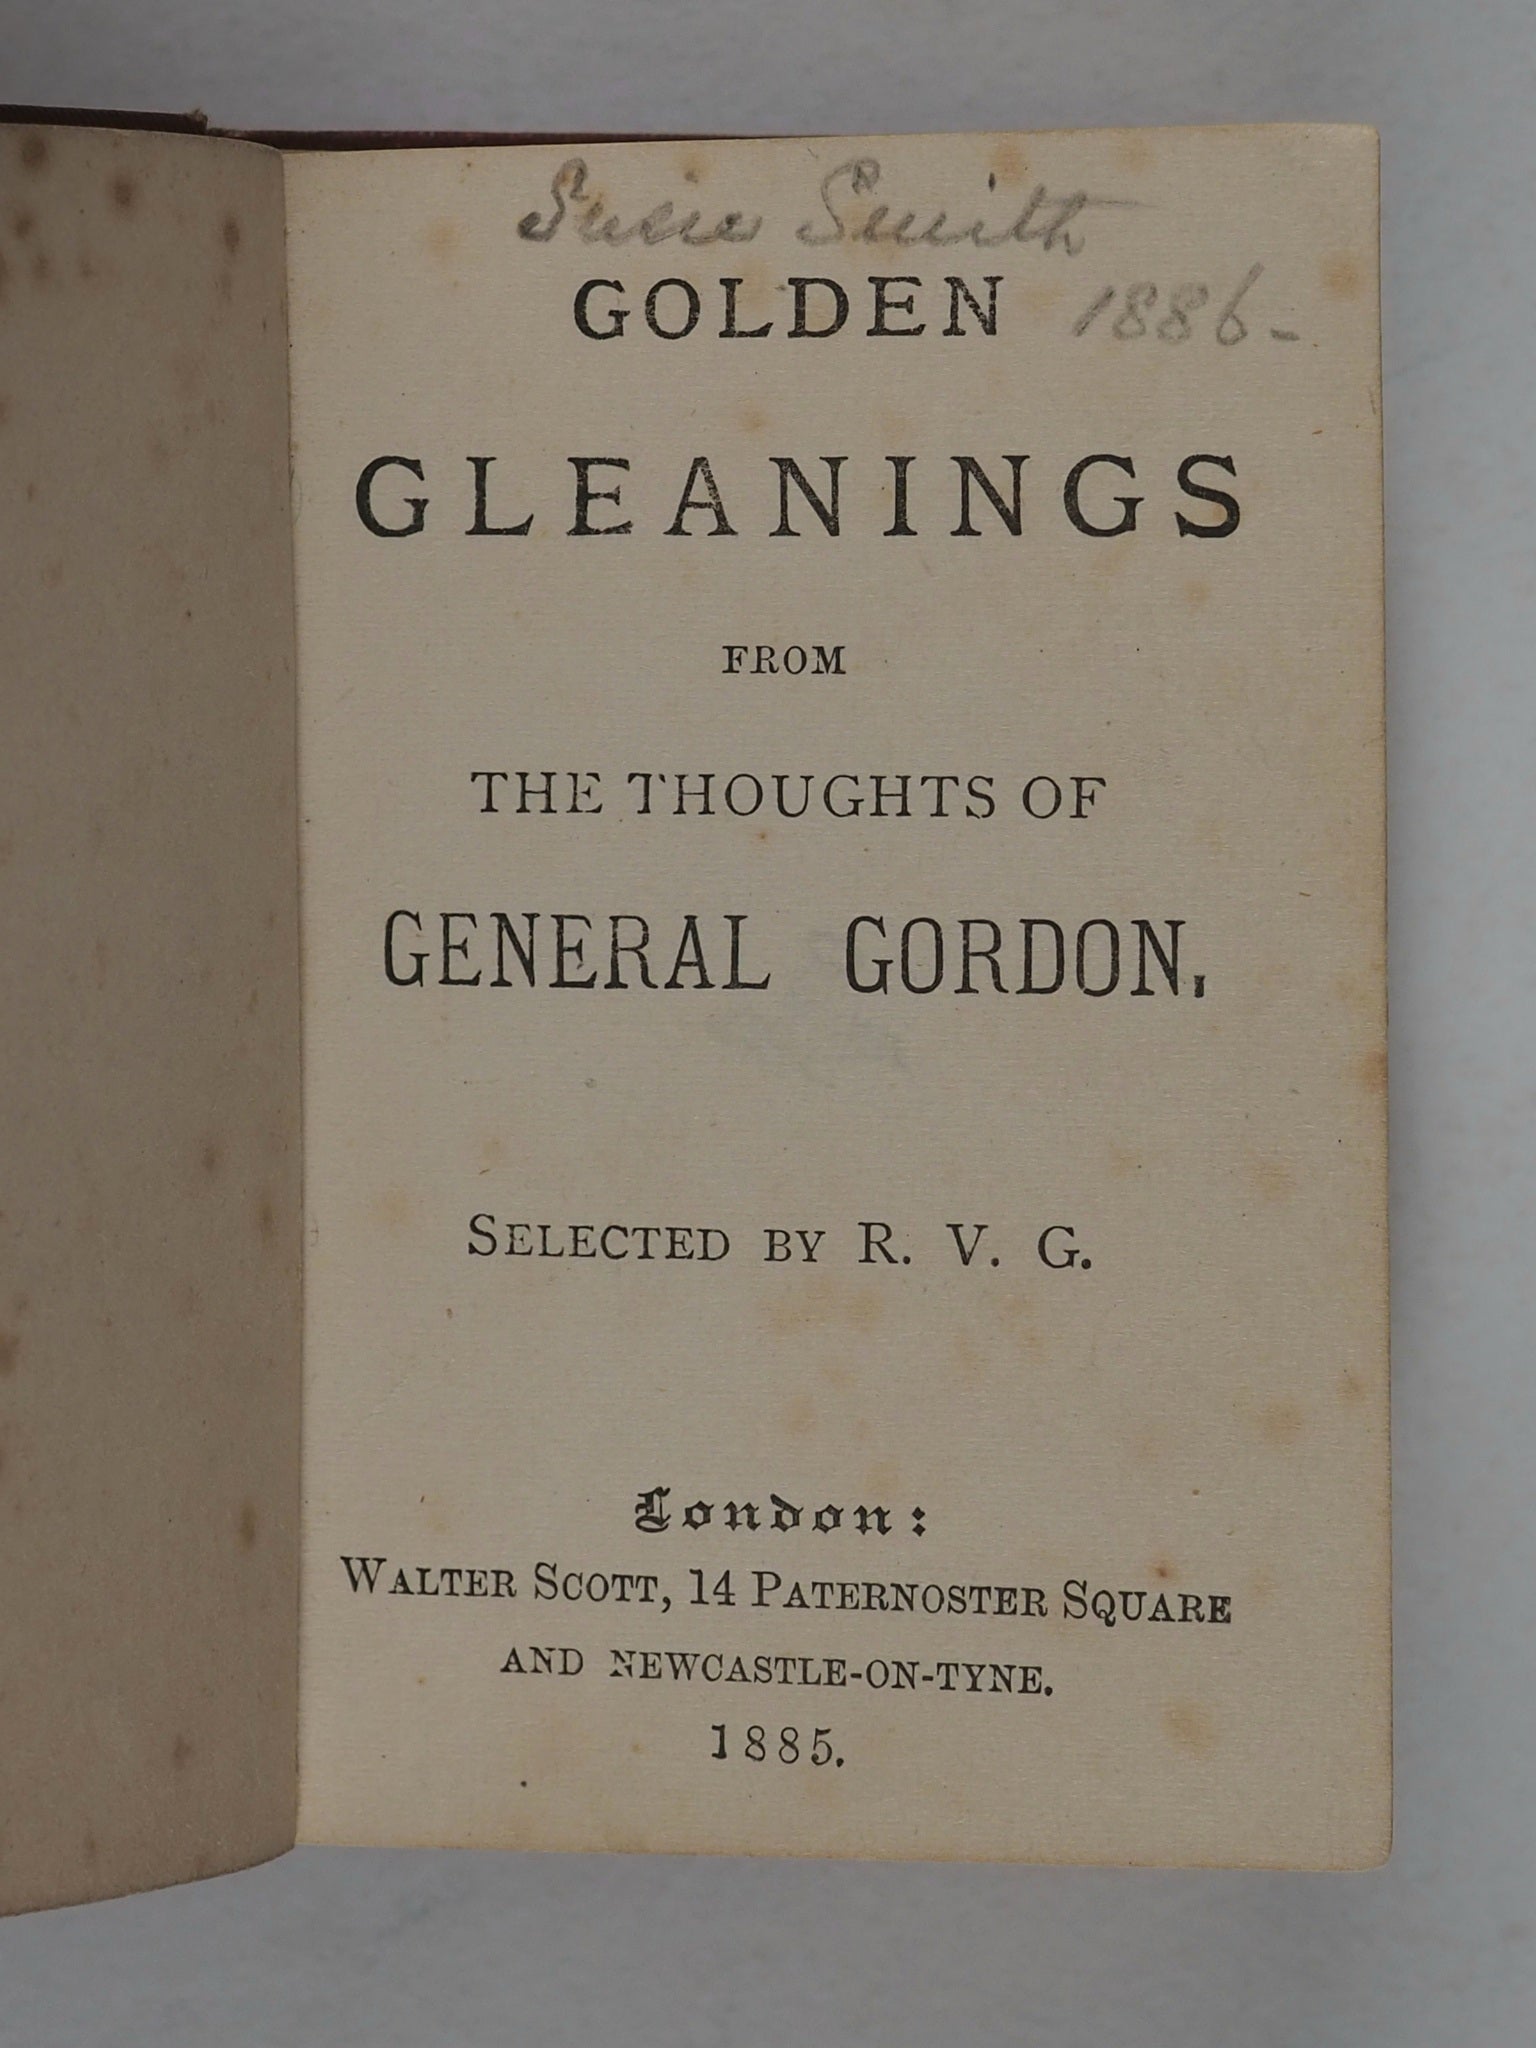 Susie Smith
GOLDEN 1886-
GLEANINGS
FROM
THE THOUGHTS OF
GENERAL GORDON.
SELECTED BY R. V. G.
London:
WALTER SCOTT, 14 PATERNOSTER SQUARE
AND NEWCASTLE-ON-TYNE.
1885.